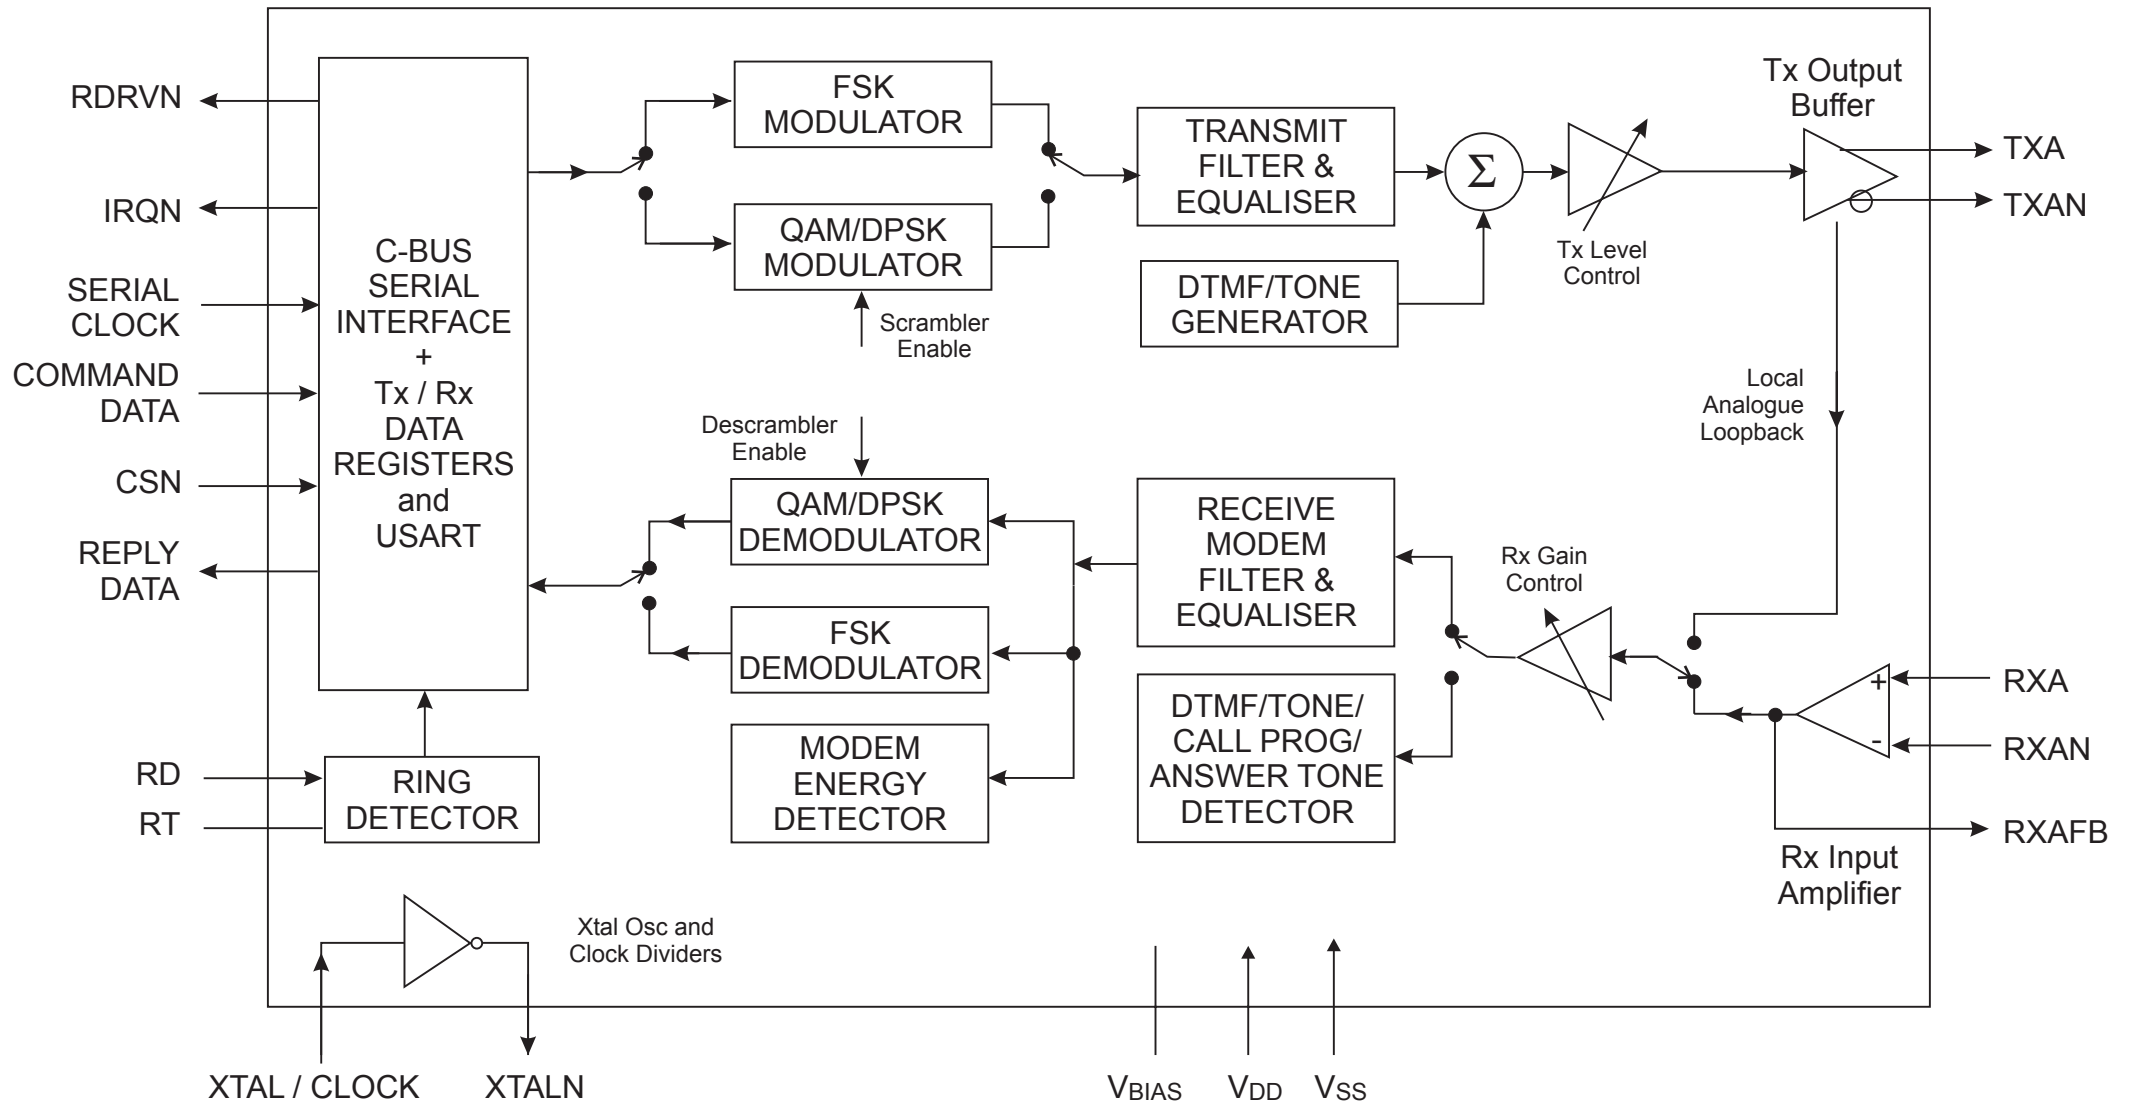 RDRVN
IRQN
SERIAL
CLOCK
COMMAND
DATA
CSN
REPLY
DATA
RD
RT
C-BUS
SERIAL
INTERFACE
+
Tx / Rx
DATA
REGISTERS
and
USART
RING
DETECTOR
FSK
MODULATOR
QAM/DPSK
MODULATOR
Scrambler
Enable
TRANSMIT
FILTER &
EQUALISER
Σ
DTMF/TONE
GENERATOR
Tx Level
Control
Tx Output
Buffer
TXA
TXAN
Local
Analogue
Loopback
Descrambler
Enable
QAM/DPSK
DEMODULATOR
FSK
DEMODULATOR
MODEM
ENERGY
DETECTOR
RECEIVE
MODEM
FILTER &
EQUALISER
DTMF/TONE/
CALL PROG/
ANSWER TONE
DETECTOR
Rx Gain
Control
+
-
RXA
RXAN
RXAFB
Rx Input
Amplifier
Xtal Osc and
Clock Dividers
XTAL / CLOCK
XTALN
VBIAS
VDD
VSS